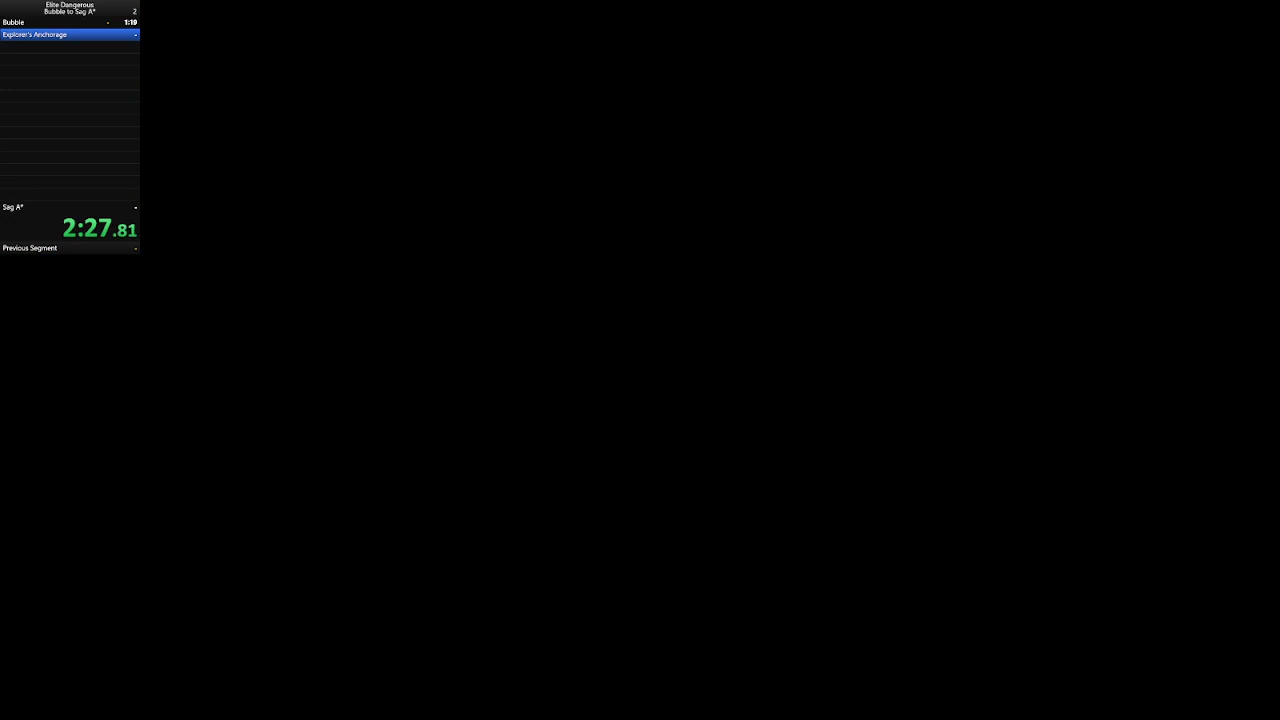 Elite Dangerous
Bubble to Sag A* 2
Bubble - 1:19
Explorer's Anchorage -
Sag A* -
2:27.81
Previous Segment -